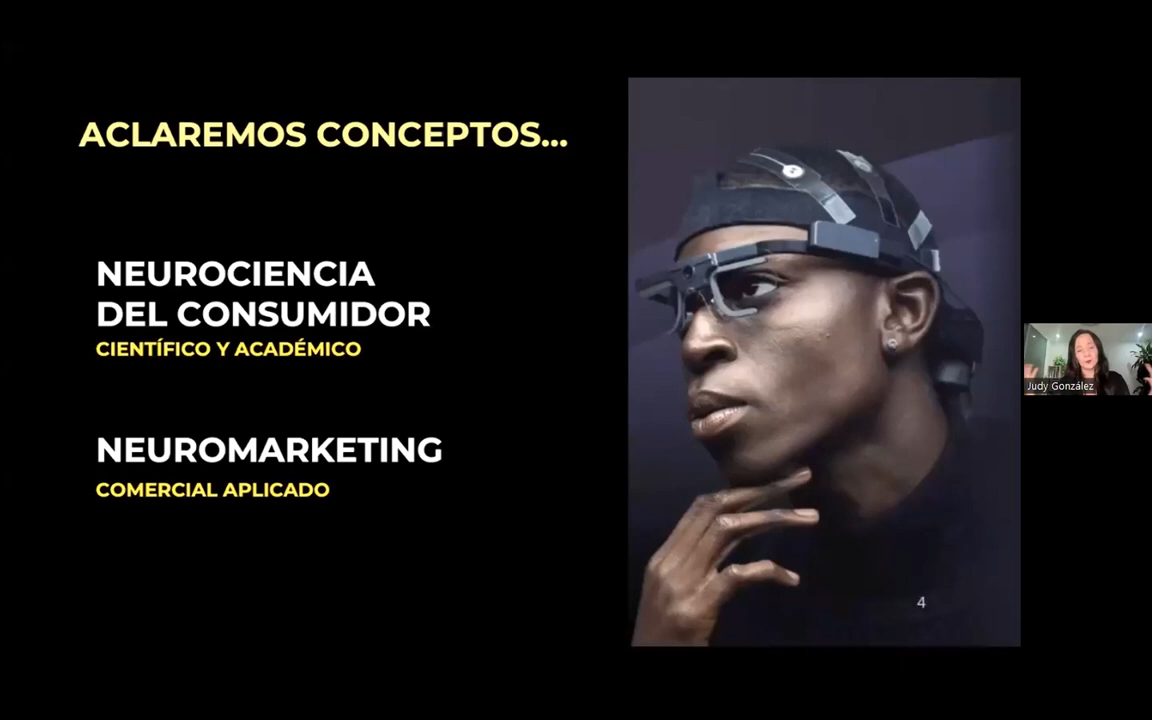 ACLAREMOS CONCEPTOS...
NEUROCIENCIA
DEL CONSUMIDOR
CIENTÍFICO Y ACADÉMICO
NEUROMARKETING
COMERCIAL APLICADO
4
Judy González